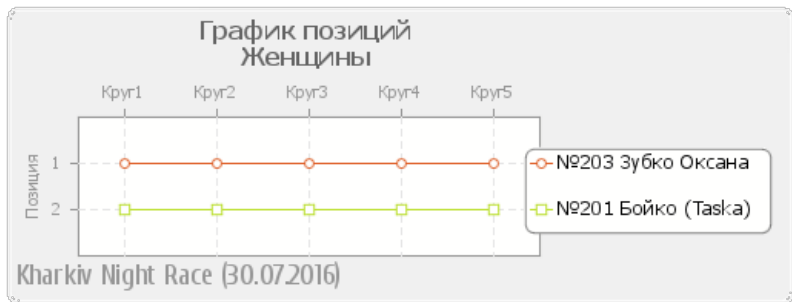 График позиций
Женщины
Круг1 Круг2 Круг3 Круг4 Круг5
Позиция
1
2
№203 Зубко Оксана
№201 Бойко (Taska)
Kharkiv Night Race (30.07.2016)